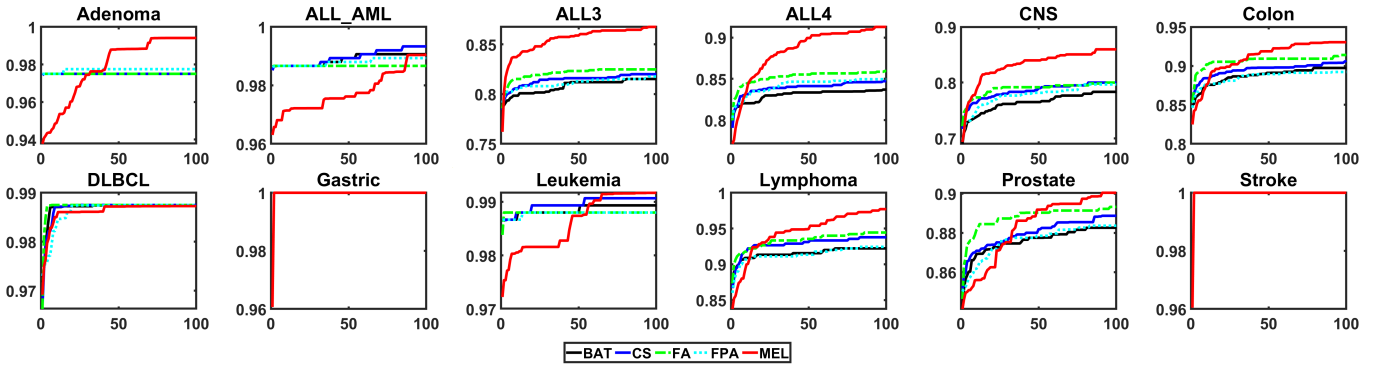 Adenoma ALL_AML ALL3 ALL4 CNS Colon
1 1 0.9 0.9 0.95
0.98 0.98 0.85 0.85 0.8 0.9
0.96 0.8 0.8 0.7 0.85
0.94 0.96 0.75 0.8
0 50 100 0 50 100 0 50 100 0 50 100 0 50 100 0 50 100
DLBCL Gastric Leukemia Lymphoma Prostate Stroke
0.99 1 0.99 1 0.9 1
0.98 0.98 0.98 0.95 0.88 0.98
0.97 0.96 0.97 0.9 0.86 0.96
0.85
0 50 100 0 50 100 0 50 100 0 50 100 0 50 100 0 50 100
BAT CS FA FPA MEL